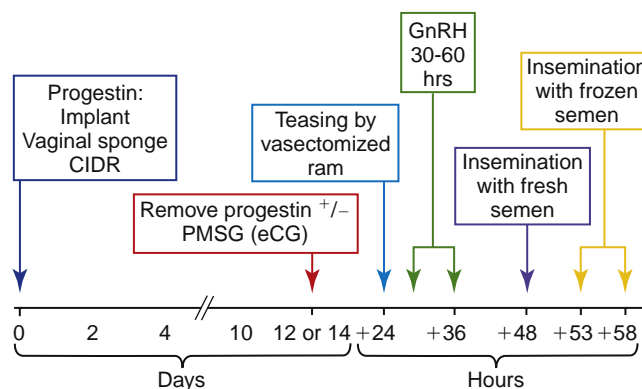 GnRH
30-60
hrs
Insemination
with frozen
semen
Progestin:
Implant
Vaginal sponge
CIDR
Teasing by
vasectomized
ram
Insemination
with fresh
semen
Remove progestin +/–
PMSG (eCG)
0 2 4 10 12 or 14 +24 +36 +48 +53 +58
Days Hours